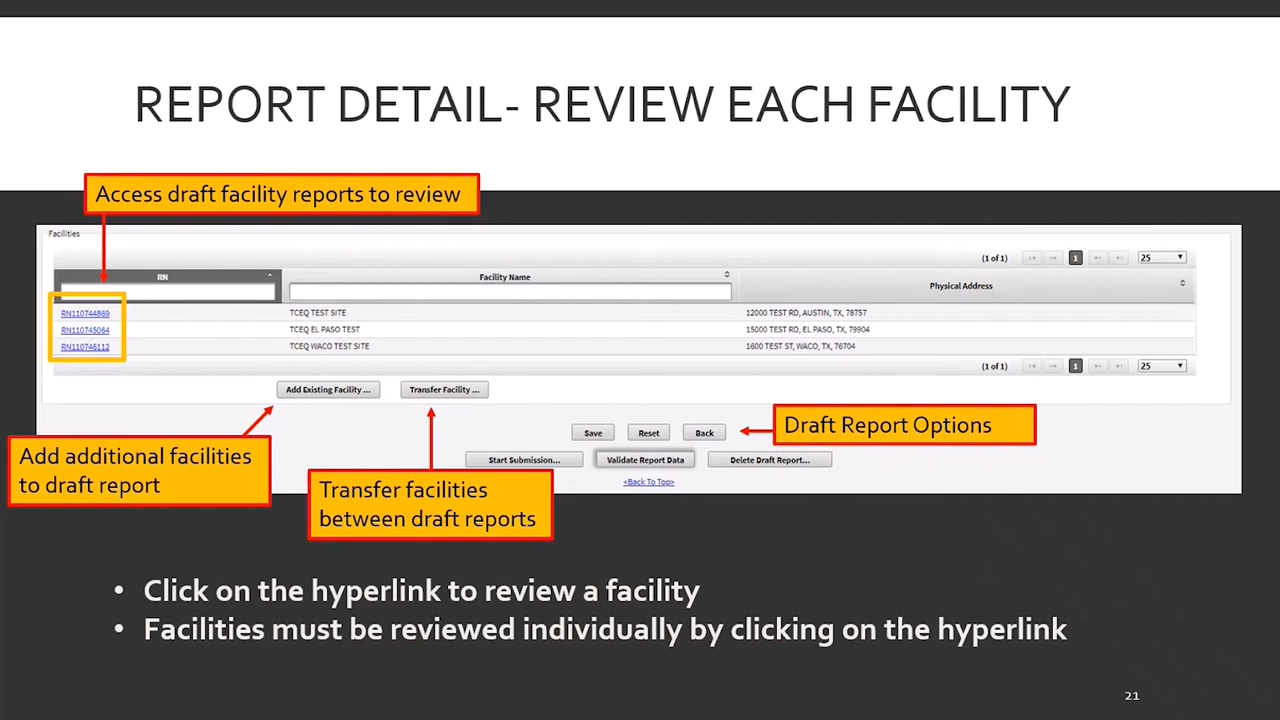 REPORT DETAIL- REVIEW EACH FACILITY
Access draft facility reports to review
Facilities
(1 of 1) 1 25
RN Facility Name Physical Address
RN110744869 TCEQ TEST SITE 12000 TEST RD, AUSTIN, TX, 78757
RN110745064 TCEQ EL PASO TEST 15000 TEST RD, EL PASO, TX, 79904
RN110746112 TCEQ WACO TEST SITE 1600 TEST ST, WACO, TX, 76704
(1 of 1) 1 25
Add Existing Facility ... Transfer Facility ...
Save Reset Back
Draft Report Options
Start Submission... Validate Report Data Delete Draft Report...
<Back To Top>
Add additional facilities
to draft report
Transfer facilities
between draft reports
• Click on the hyperlink to review a facility
• Facilities must be reviewed individually by clicking on the hyperlink
21